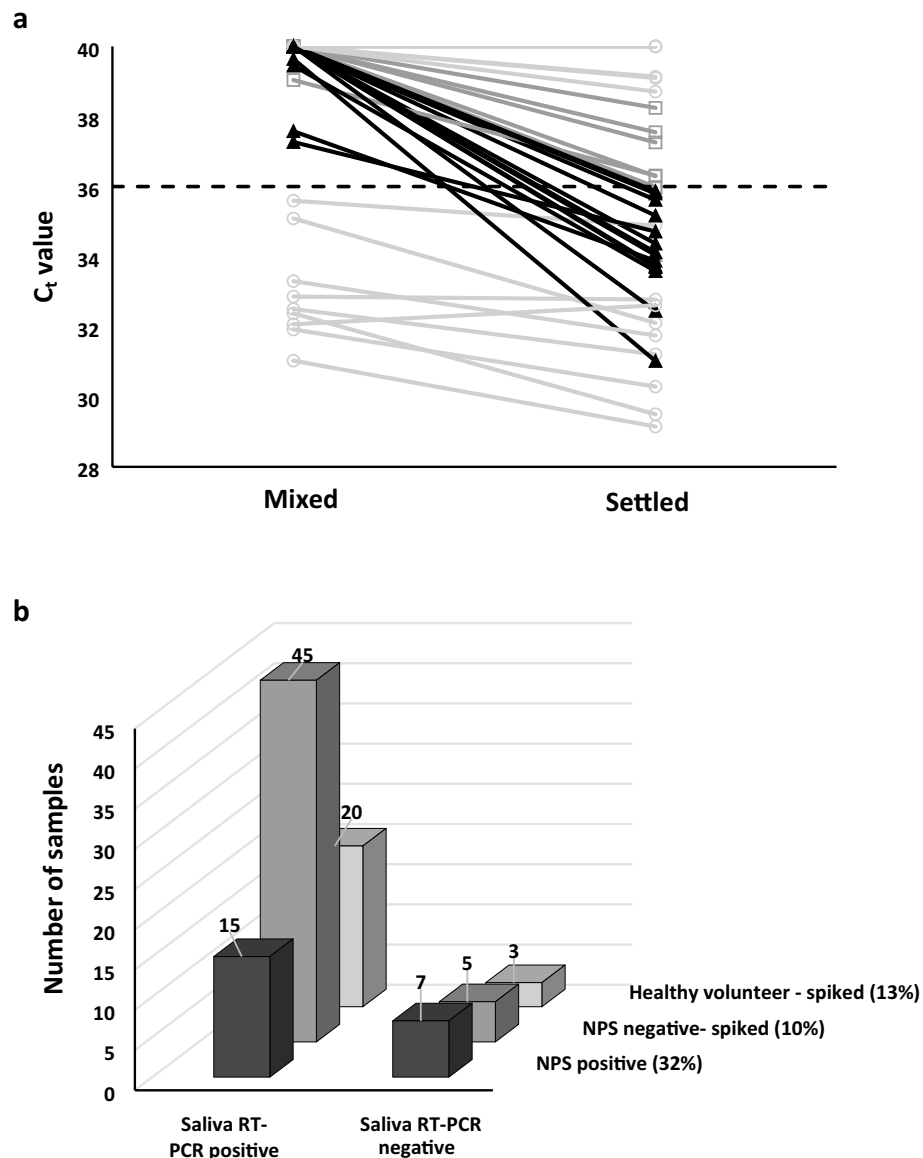 a
40
38
36
34
32
30
28
Ct value
Mixed
Settled
b
45
40
35
30
25
20
15
10
5
0
Number of samples
45
20
15
7
5
3
Healthy volunteer - spiked (13%)
NPS negative- spiked (10%)
NPS positive (32%)
Saliva RT-
PCR positive
Saliva RT-PCR
negative